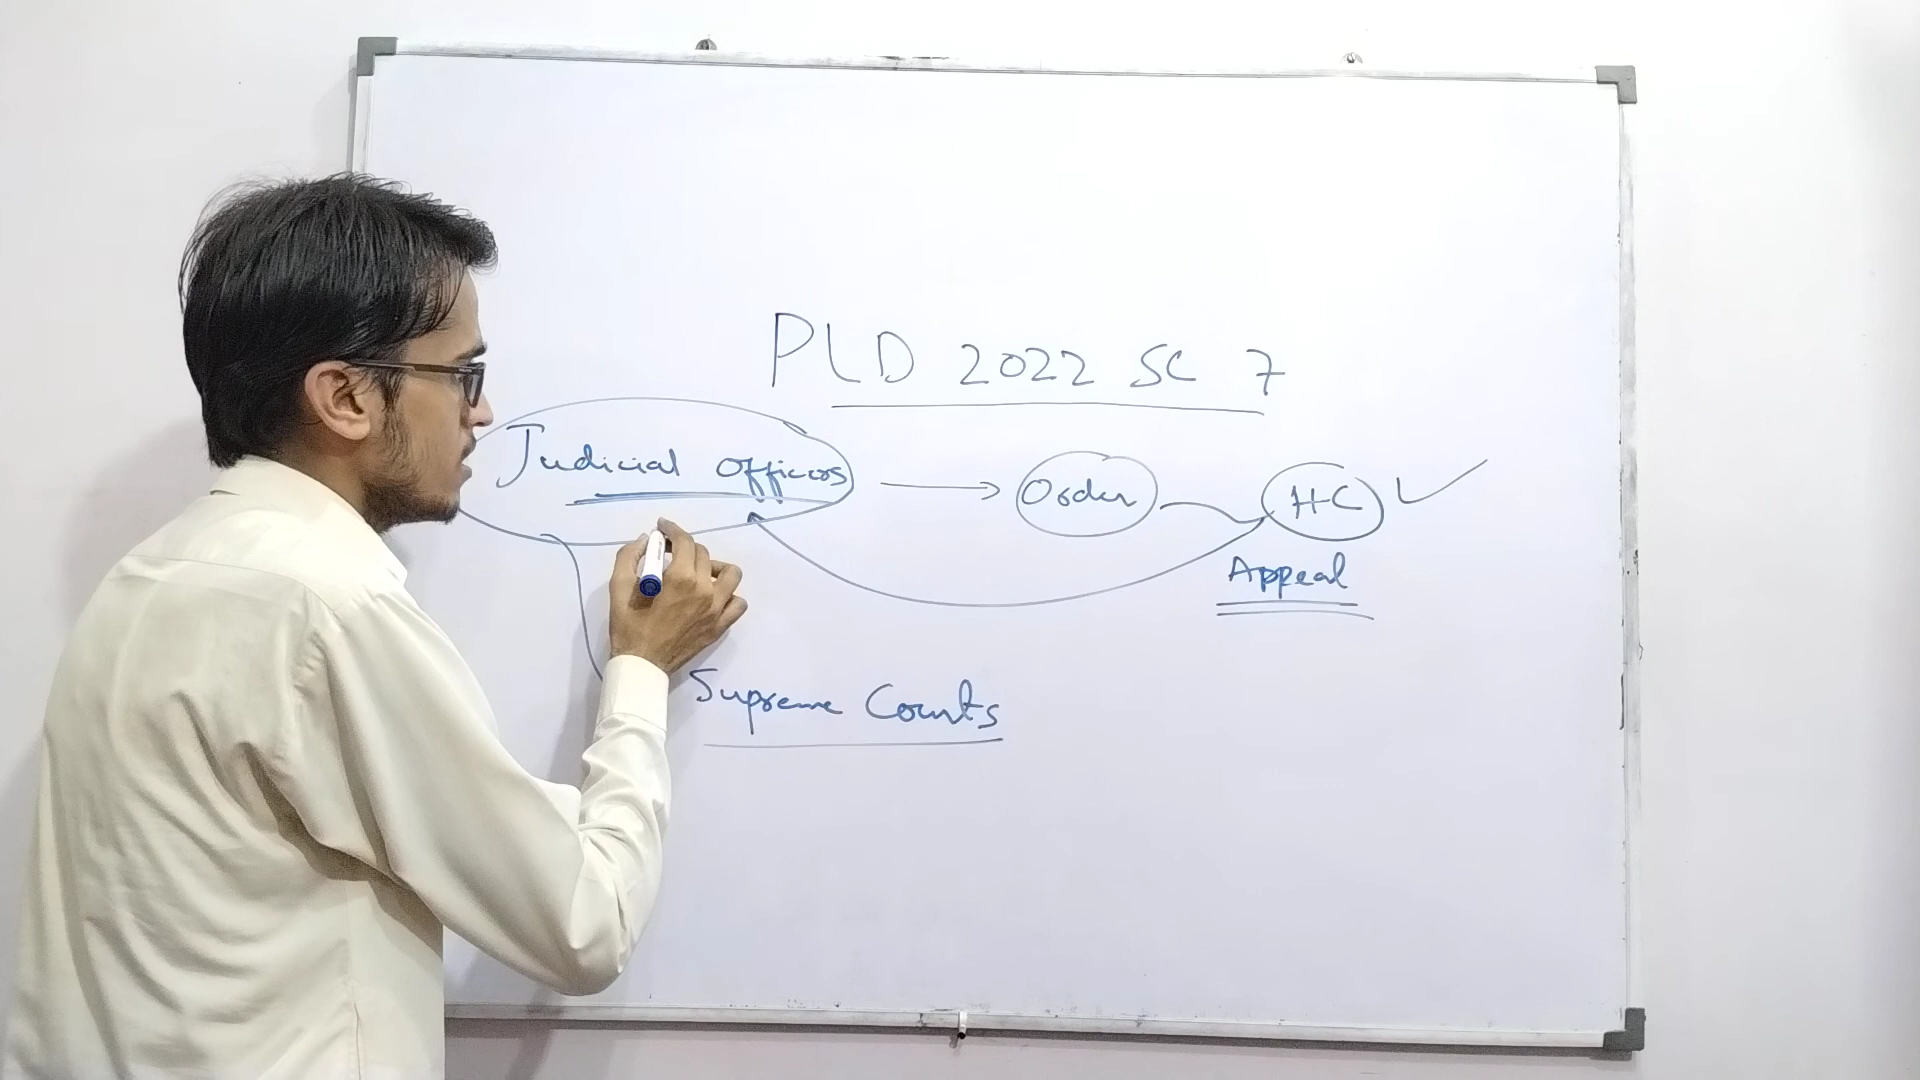 PLD 2022 SC 7
Judicial Officers → Order HC ✓
Appeal
Supreme Courts